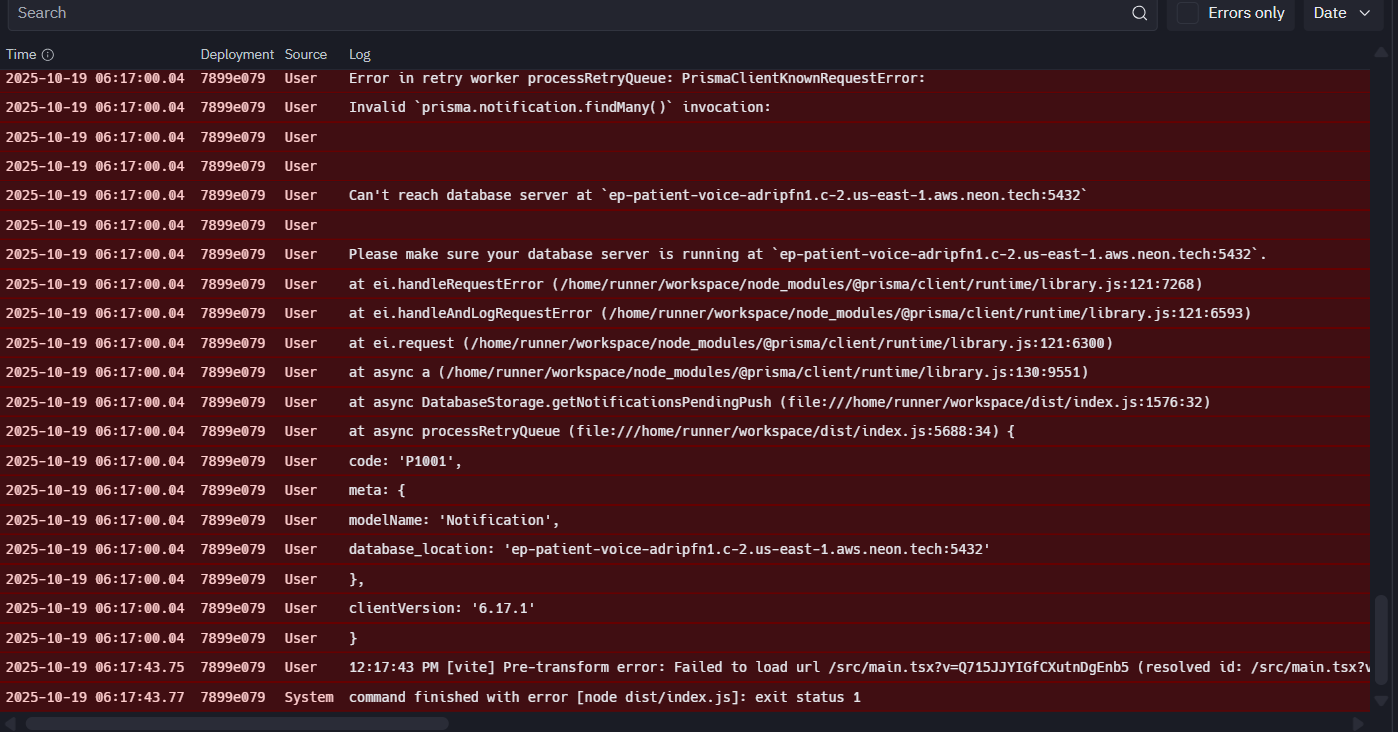 Search Errors only Date
Time Deployment Source Log
2025-10-19 06:17:00.04 7899e079 User Error in retry worker processRetryQueue: PrismaClientKnownRequestError:
2025-10-19 06:17:00.04 7899e079 User Invalid `prisma.notification.findMany()` invocation:
2025-10-19 06:17:00.04 7899e079 User
2025-10-19 06:17:00.04 7899e079 User
2025-10-19 06:17:00.04 7899e079 User Can't reach database server at `ep-patient-voice-adripfn1.c-2.us-east-1.aws.neon.tech:5432`
2025-10-19 06:17:00.04 7899e079 User
2025-10-19 06:17:00.04 7899e079 User Please make sure your database server is running at `ep-patient-voice-adripfn1.c-2.us-east-1.aws.neon.tech:5432`.
2025-10-19 06:17:00.04 7899e079 User at ei.handleRequestError (/home/runner/workspace/node_modules/@prisma/client/runtime/library.js:121:7268)
2025-10-19 06:17:00.04 7899e079 User at ei.handleAndLogRequestError (/home/runner/workspace/node_modules/@prisma/client/runtime/library.js:121:6593)
2025-10-19 06:17:00.04 7899e079 User at ei.request (/home/runner/workspace/node_modules/@prisma/client/runtime/library.js:121:6300)
2025-10-19 06:17:00.04 7899e079 User at async a (/home/runner/workspace/node_modules/@prisma/client/runtime/library.js:130:9551)
2025-10-19 06:17:00.04 7899e079 User at async DatabaseStorage.getNotificationsPendingPush (file:///home/runner/workspace/dist/index.js:1576:32)
2025-10-19 06:17:00.04 7899e079 User at async processRetryQueue (file:///home/runner/workspace/dist/index.js:5688:34) {
2025-10-19 06:17:00.04 7899e079 User code: 'P1001',
2025-10-19 06:17:00.04 7899e079 User meta: {
2025-10-19 06:17:00.04 7899e079 User modelName: 'Notification',
2025-10-19 06:17:00.04 7899e079 User database_location: 'ep-patient-voice-adripfn1.c-2.us-east-1.aws.neon.tech:5432'
2025-10-19 06:17:00.04 7899e079 User },
2025-10-19 06:17:00.04 7899e079 User clientVersion: '6.17.1'
2025-10-19 06:17:00.04 7899e079 User }
2025-10-19 06:17:43.75 7899e079 User 12:17:43 PM [vite] Pre-transform error: Failed to load url /src/main.tsx?v=Q715JJYIGfCXutnDgEnb5 (resolved id: /src/main.tsx?v
2025-10-19 06:17:43.77 7899e079 System command finished with error [node dist/index.js]: exit status 1